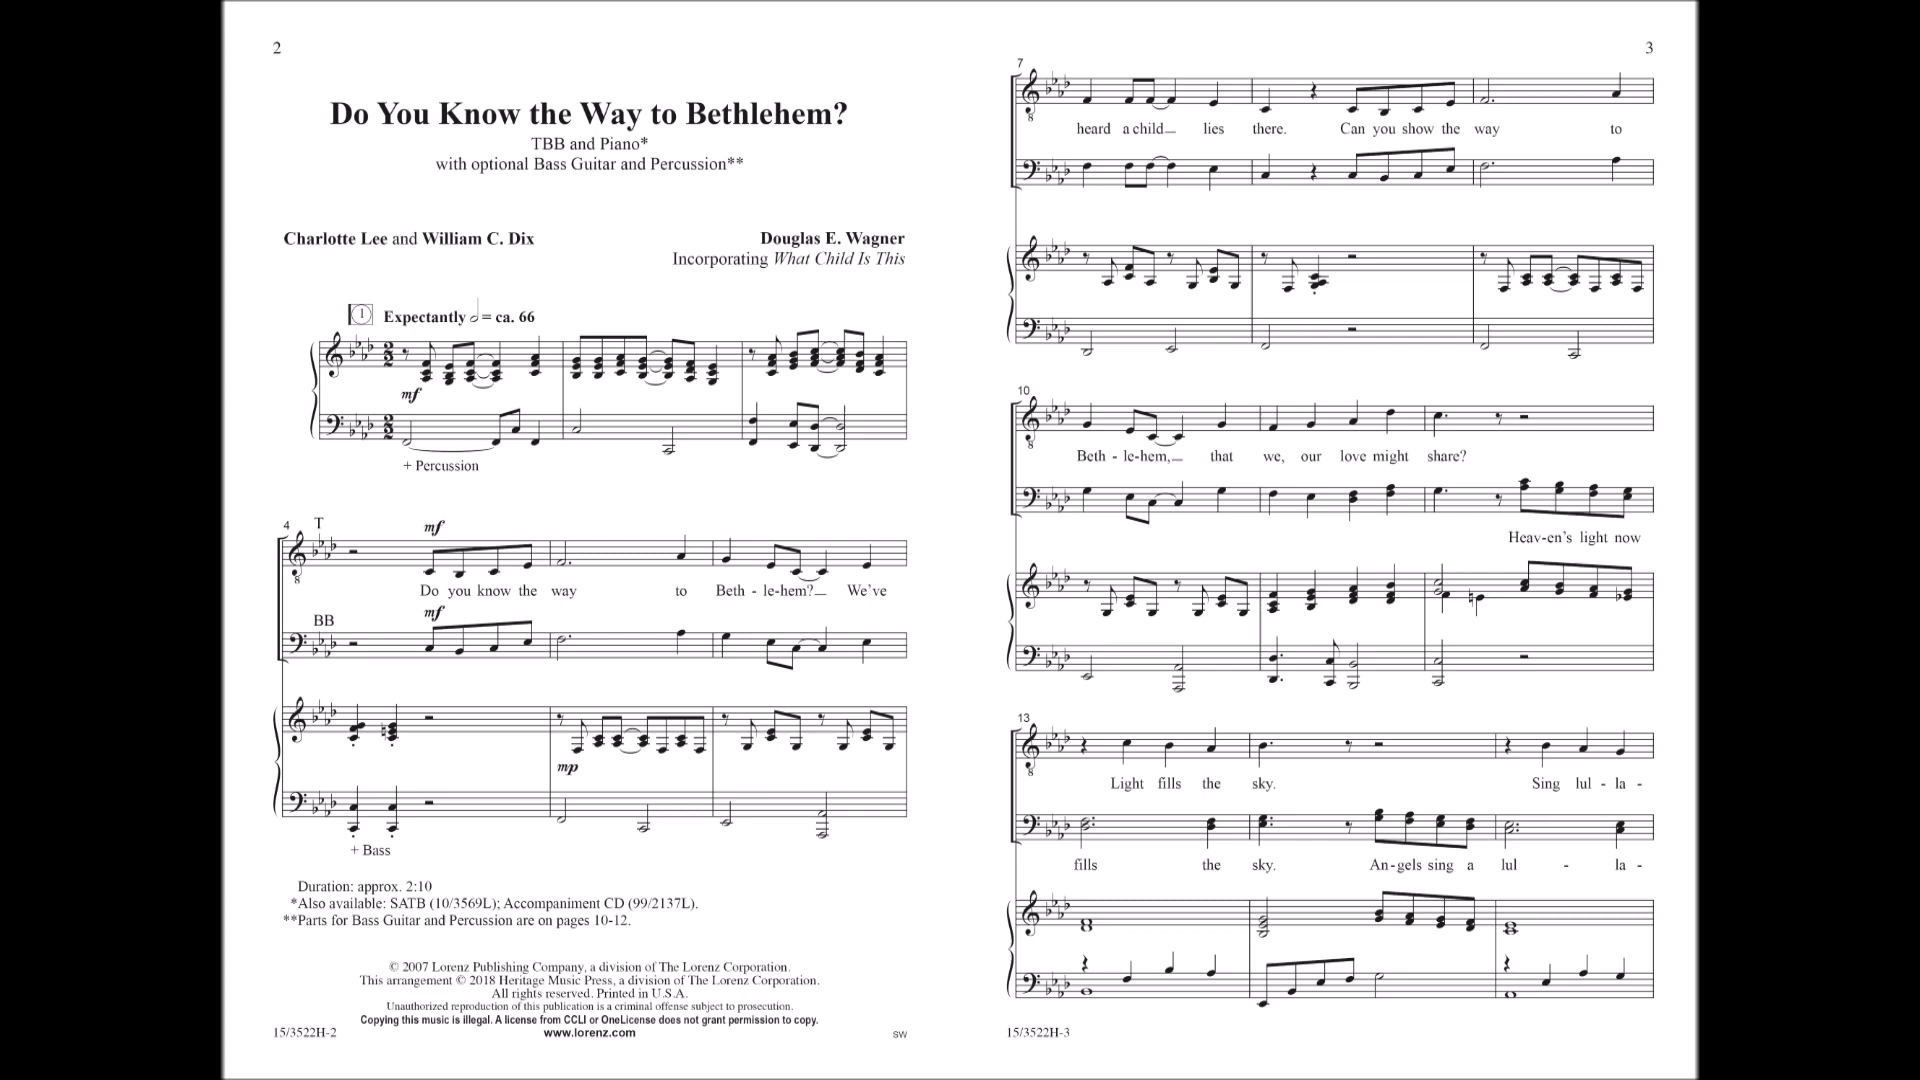 2
Do You Know the Way to Bethlehem?
TBB and Piano*
with optional Bass Guitar and Percussion**
Charlotte Lee and William C. Dix
Douglas E. Wagner
Incorporating What Child Is This
1 Expectantly = ca. 66
mf
+ Percussion
4 T mf
Do you know the way to Beth - le-hem?__ We've
BB mf
mp
+ Bass
Duration: approx. 2:10
*Also available: SATB (10/3569L); Accompaniment CD (99/2137L).
**Parts for Bass Guitar and Percussion are on pages 10-12.
© 2007 Lorenz Publishing Company, a division of The Lorenz Corporation.
This arrangement © 2018 Heritage Music Press, a division of The Lorenz Corporation.
All rights reserved. Printed in U.S.A.
Unauthorized reproduction of this publication is a criminal offense subject to prosecution.
Copying this music is illegal. A license from CCLI or OneLicense does not grant permission to copy.
www.lorenz.com
15/3522H-2
SW
3
7
8
heard a child__ lies there. Can you show the way to
10
8
Beth - le-hem,__ that we, our love might share?
Heav-en's light now
13
8
Light fills the sky. Sing lul - la -
fills the sky. An-gels sing a lul - la -
15/3522H-3